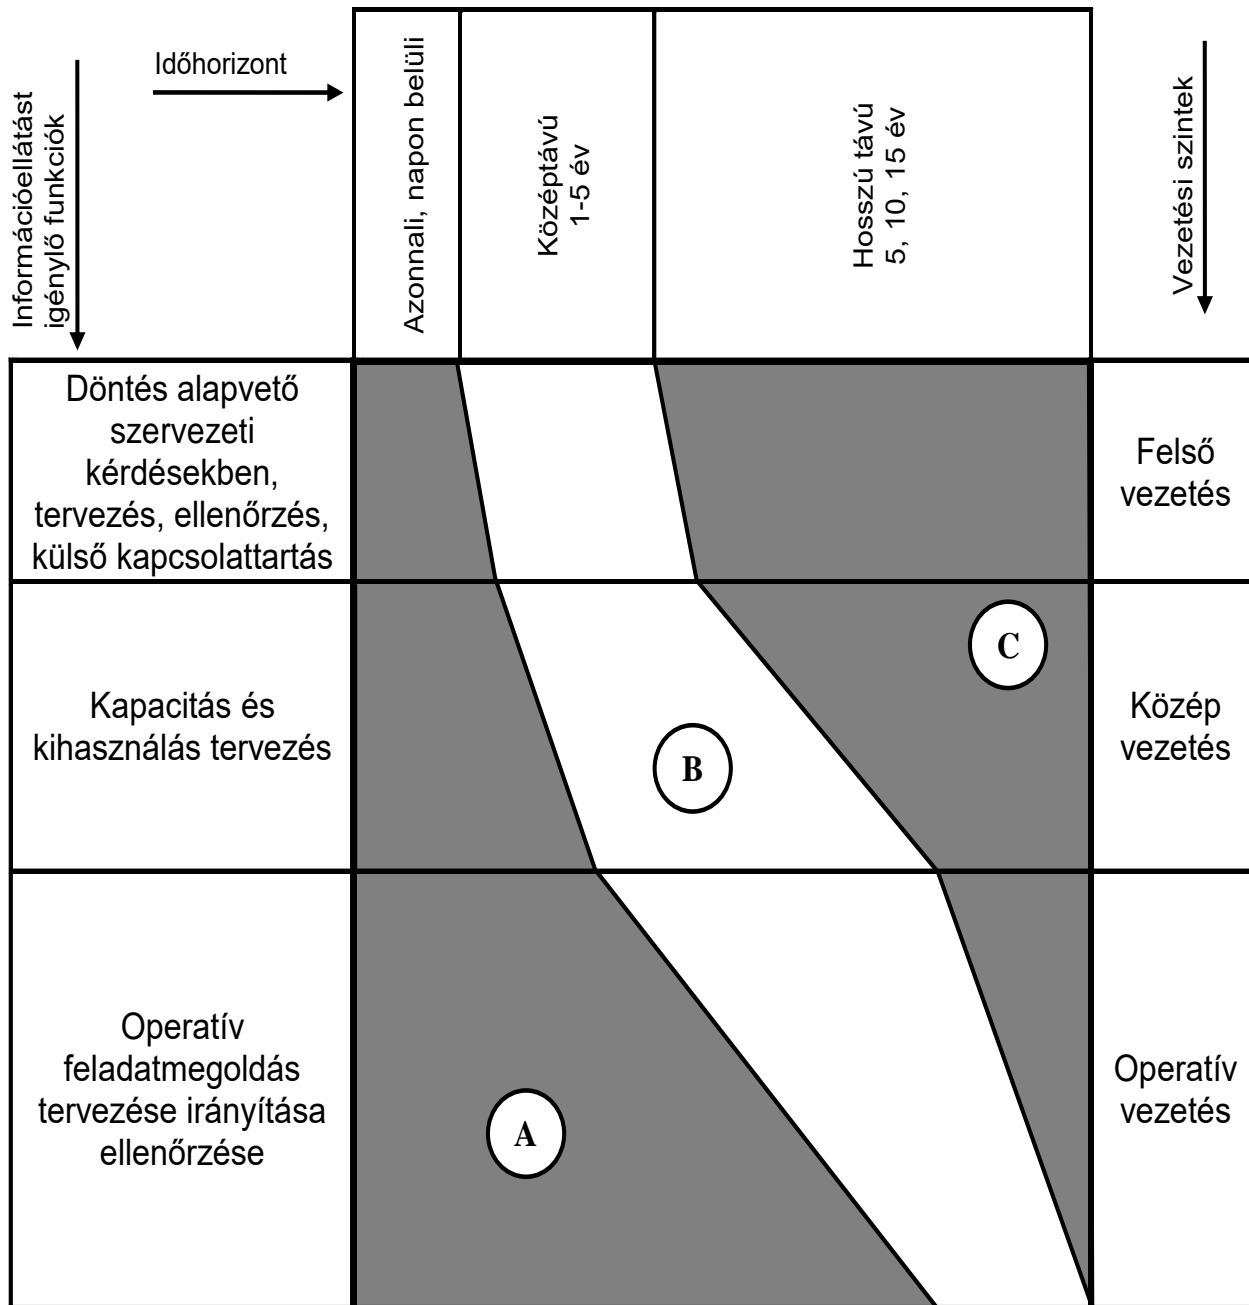 Információellátást
igénylő funkciók
Időhorizont
Azonnali, napon belüli
Középtávú
1-5 év
Hosszú távú
5, 10, 15 év
Vezetési szintek
Döntés alapvető
szervezeti
kérdésekben,
tervezés, ellenőrzés,
külső kapcsolattartás
Felső
vezetés
C
Kapacitás és
kihasználás tervezés
B
Közép
vezetés
Operatív
feladatmegoldás
tervezése irányítása
ellenőrzése
A
Operatív
vezetés